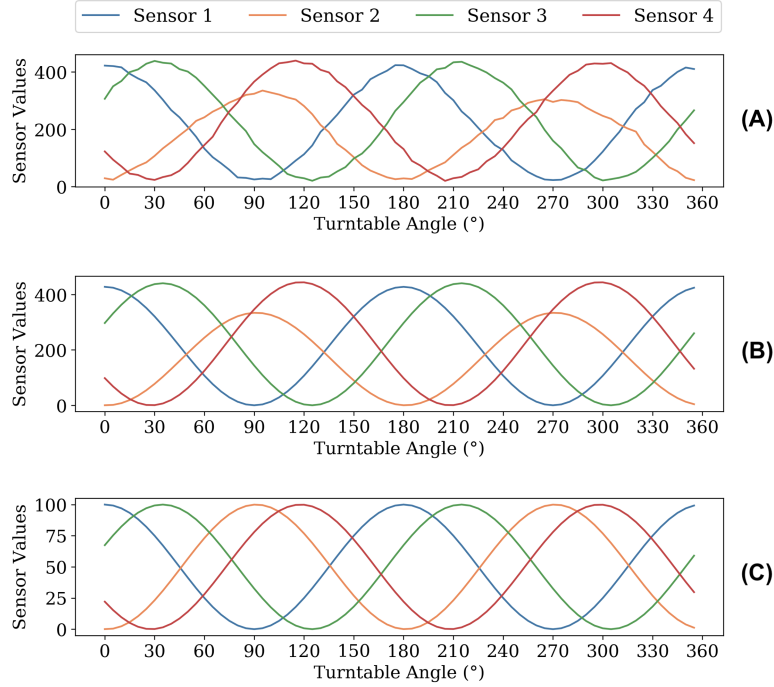 Sensor 1 Sensor 2 Sensor 3 Sensor 4
Sensor Values
400
200
0
0 30 60 90 120 150 180 210 240 270 300 330 360
Turntable Angle (°)
(A)
Sensor Values
400
200
0
0 30 60 90 120 150 180 210 240 270 300 330 360
Turntable Angle (°)
(B)
Sensor Values
100
75
50
25
0
0 30 60 90 120 150 180 210 240 270 300 330 360
Turntable Angle (°)
(C)